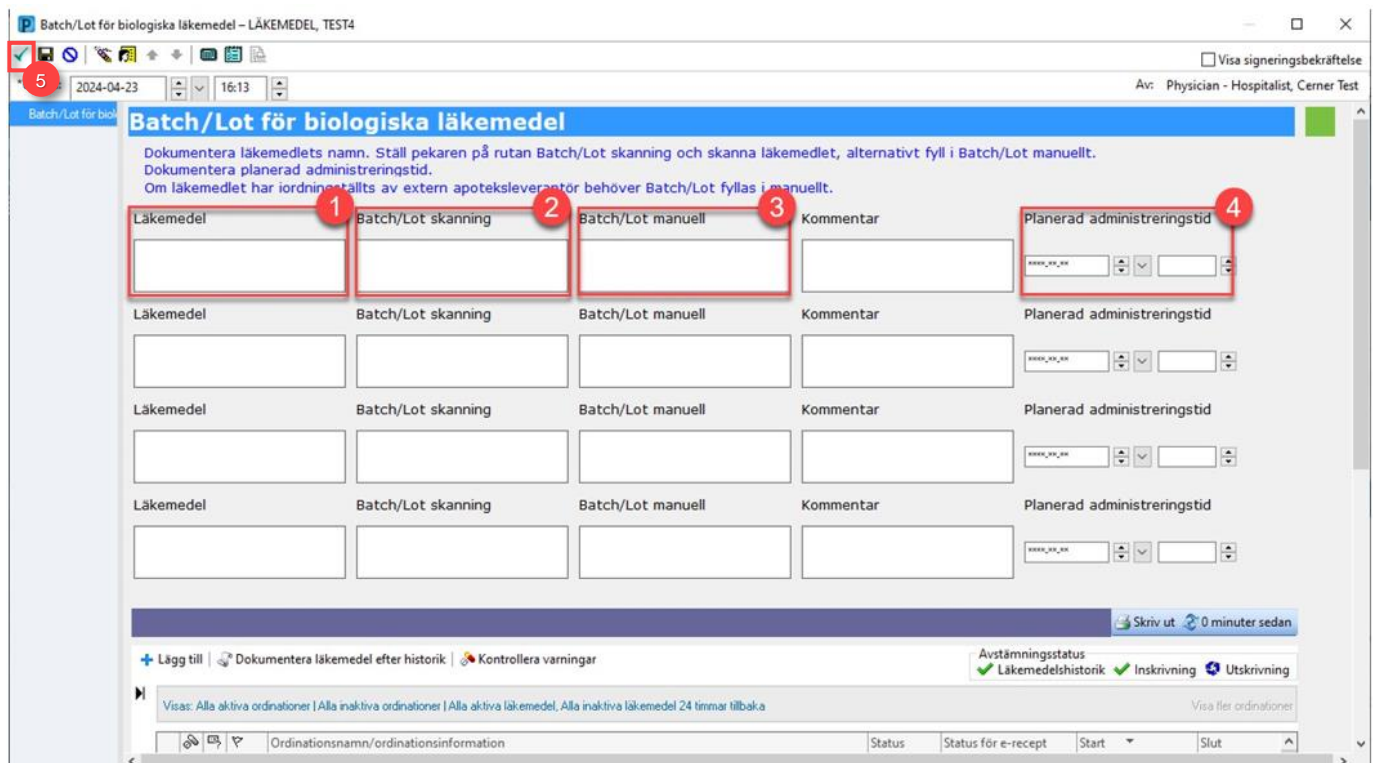 Batch/Lot för biologiska läkemedel – LÄKEMEDEL, TEST4
Visa signeringsbekräftelse
5
2024-04-23 16:13 Av: Physician - Hospitalist, Cerner Test
Batch/Lot för biol
Batch/Lot för biologiska läkemedel
Dokumentera läkemedlets namn. Ställ pekaren på rutan Batch/Lot skanning och skanna läkemedlet, alternativt fyll i Batch/Lot manuellt.
Dokumentera planerad administreringstid.
Om läkemedlet har iordningställts av extern apoteksleverantör behöver Batch/Lot fyllas i manuellt.
1 2 3 4
Läkemedel Batch/Lot skanning Batch/Lot manuell Kommentar Planerad administreringstid
****-**-**
Läkemedel Batch/Lot skanning Batch/Lot manuell Kommentar Planerad administreringstid
****-**-**
Läkemedel Batch/Lot skanning Batch/Lot manuell Kommentar Planerad administreringstid
****-**-**
Läkemedel Batch/Lot skanning Batch/Lot manuell Kommentar Planerad administreringstid
****-**-**
Skriv ut 0 minuter sedan
Lägg till | Dokumentera läkemedel efter historik | Kontrollera varningar
Avstämningsstatus
Läkemedelshistorik Inskrivning Utskrivning
Visas: Alla aktiva ordinationer | Alla inaktiva ordinationer | Alla aktiva läkemedel, Alla inaktiva läkemedel 24 timmar tillbaka Visa fler ordinationer
Ordinationsnamn/ordinationsinformation Status Status för e-recept Start Slut